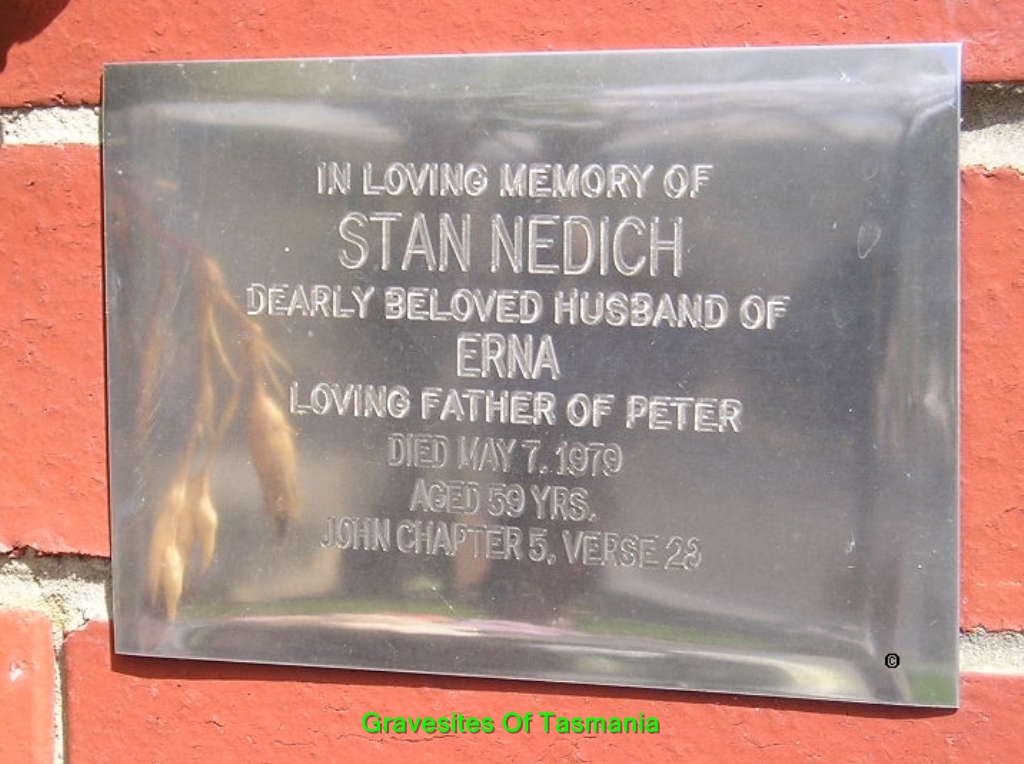 IN LOVING MEMORY OF
STAN NEDICH
DEARLY BELOVED HUSBAND OF
ERNA
LOVING FATHER OF PETER
DIED MAY 7, 1979
AGED 59 YRS.
JOHN CHAPTER 5, VERSE 28
©
Gravesites Of Tasmania